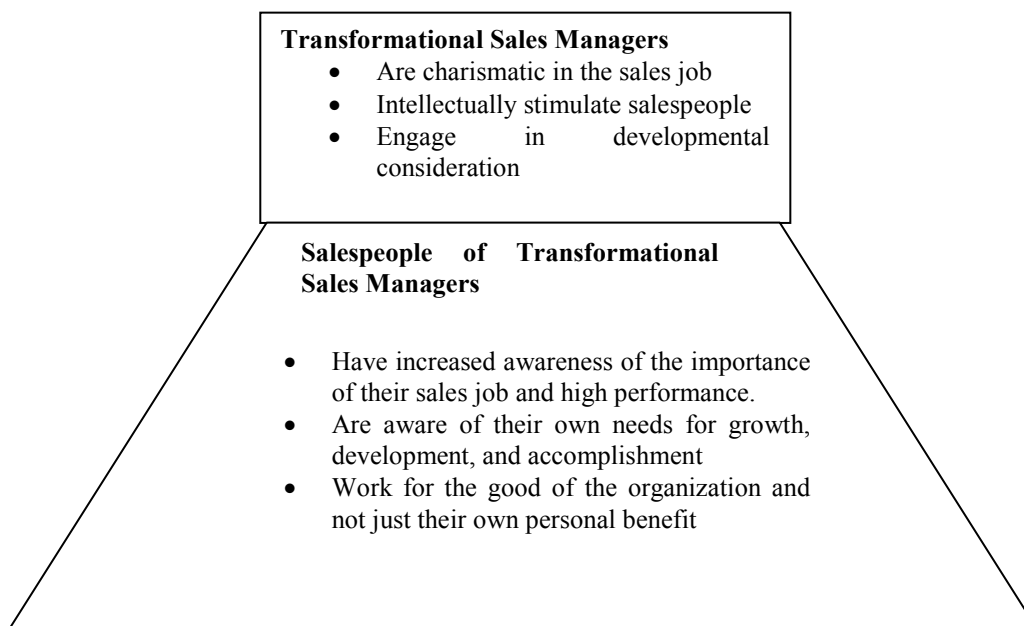 Transformational Sales Managers
• Are charismatic in the sales job
• Intellectually stimulate salespeople
• Engage in developmental
consideration
Salespeople of Transformational
Sales Managers
• Have increased awareness of the importance
of their sales job and high performance.
• Are aware of their own needs for growth,
development, and accomplishment
• Work for the good of the organization and
not just their own personal benefit